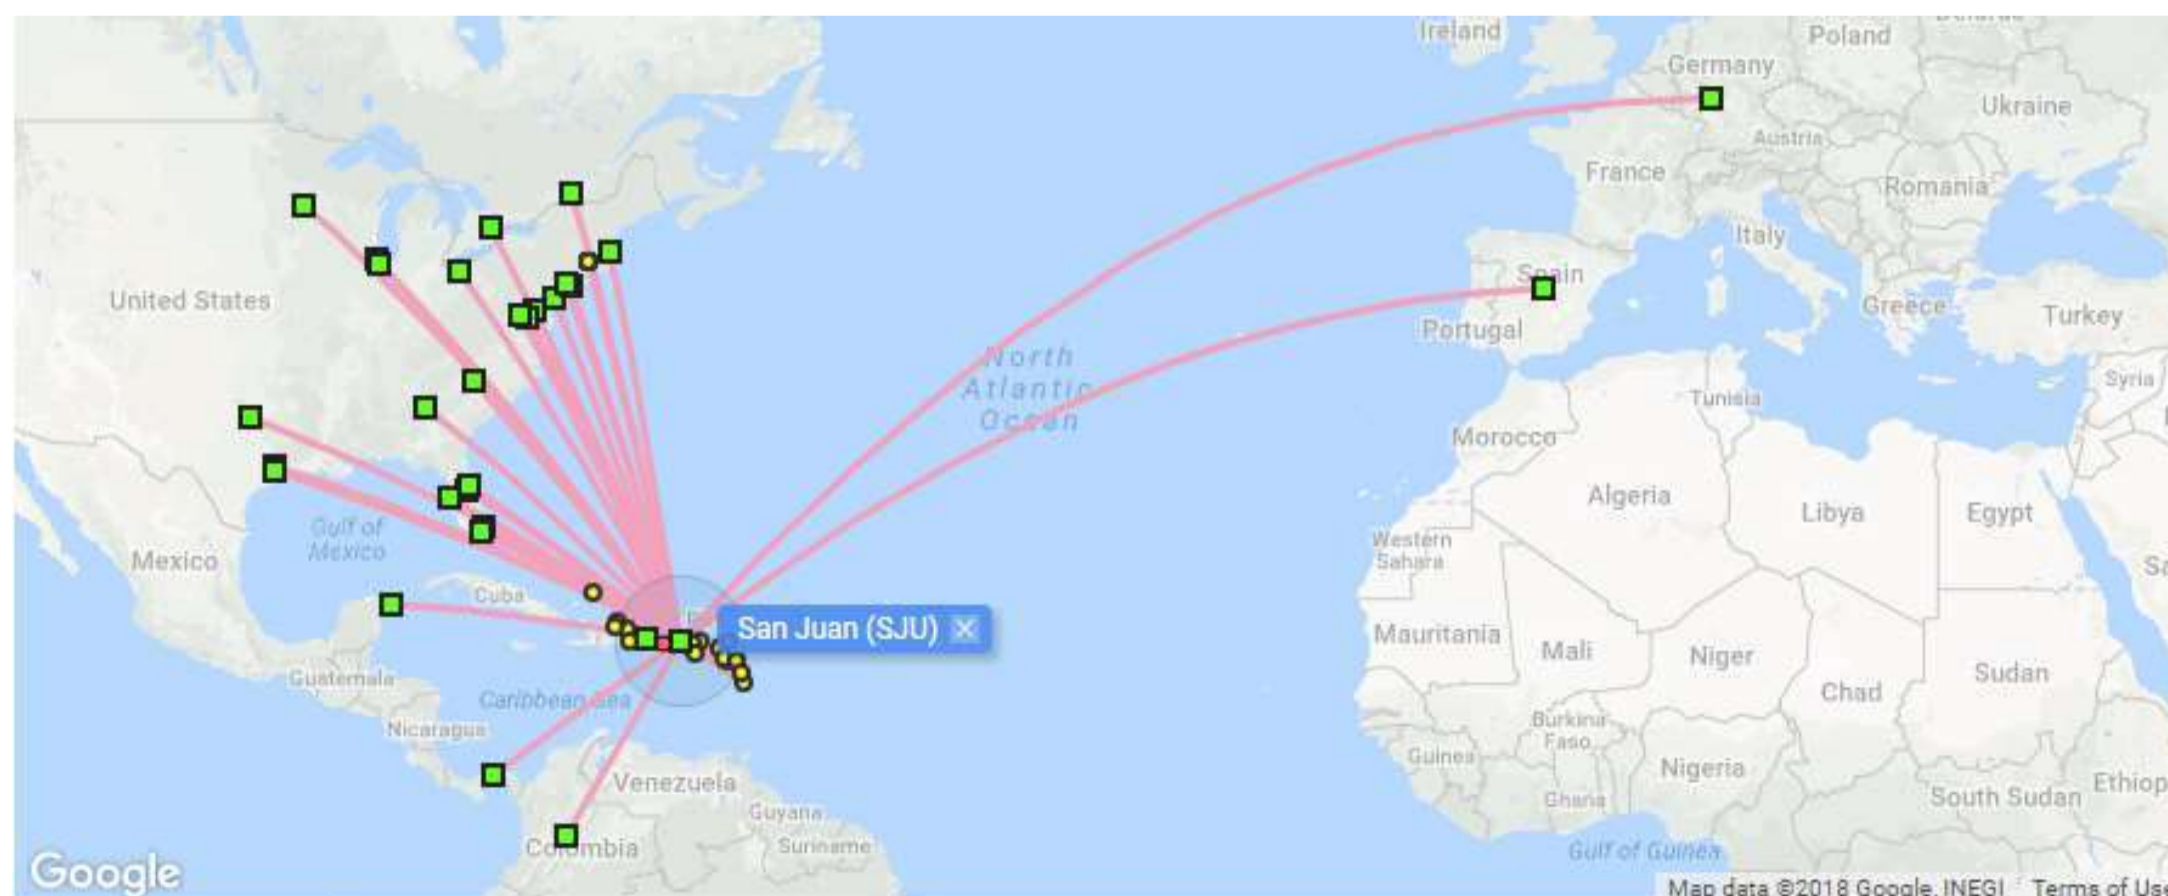 Ireland
Poland
Germany
Ukraine
Austria
France
Romania
Italy
United States
Spain
Greece
Turkey
Portugal
North
Atlantic
Ocean
Syria
Tunisia
Morocco
Algeria
Libya
Egypt
Gulf of
Mexico
Mexico
Western
Sahara
Cuba
San Juan (SJU)
Mauritania
Mali
Niger
Sudan
Guatemala
Caribbean Sea
Chad
Nicaragua
Burkina
Faso
Guinea
Nigeria
Venezuela
Ethiop
Guyana
Ghana
South Sudan
Colombia
Suriname
Gulf of Guinea
Google
Map data ©2018 Google, INEGI
Terms of Use